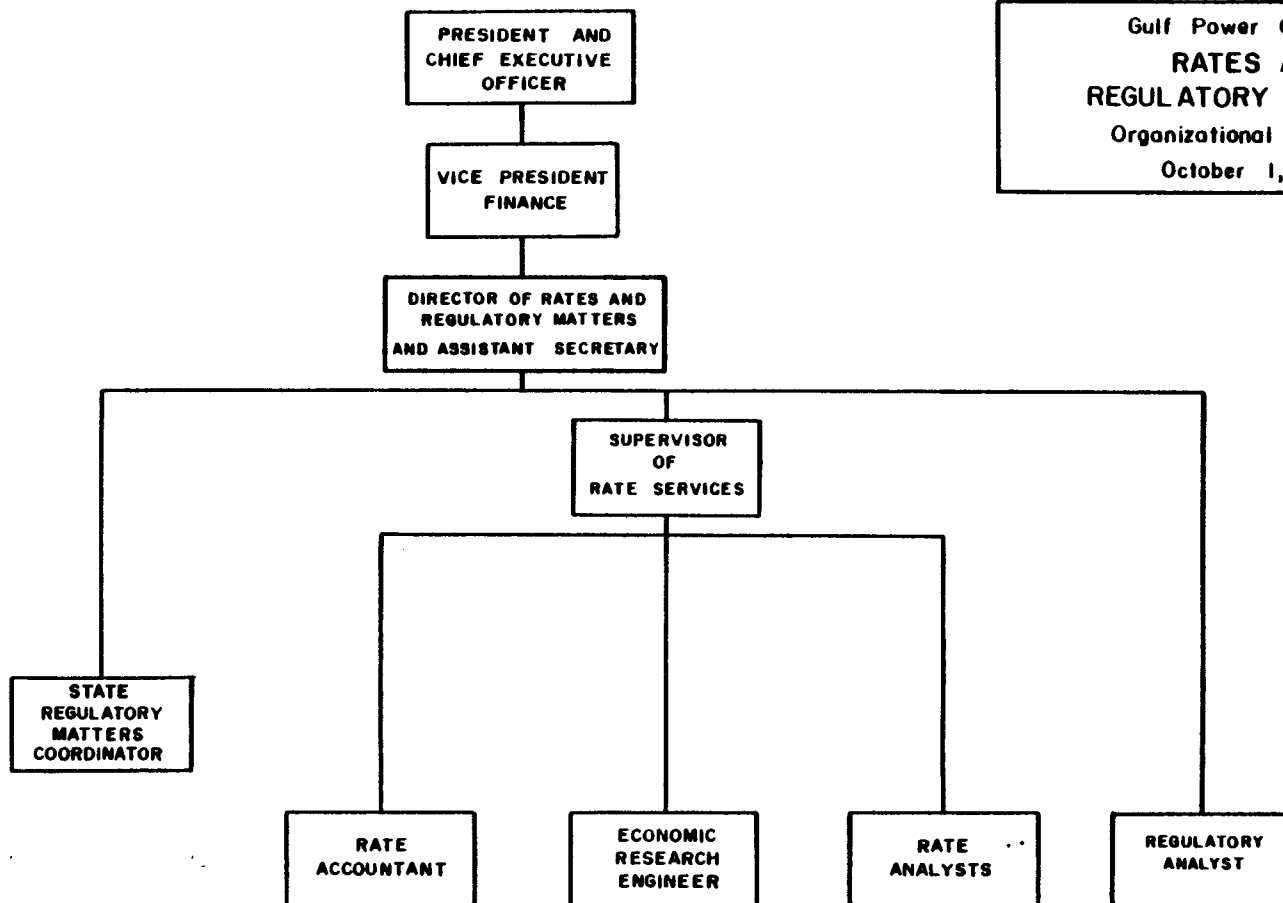 PRESIDENT AND
CHIEF EXECUTIVE
OFFICER
Gulf Power
RATES
REGULATORY
Organizational
October 1,
VICE PRESIDENT
FINANCE
DIRECTOR OF RATES AND
REGULATORY MATTERS
AND ASSISTANT SECRETARY
SUPERVISOR
OF
RATE SERVICES
STATE
REGULATORY
MATTERS
COORDINATOR
RATE
ACCOUNTANT
ECONOMIC
RESEARCH
ENGINEER
RATE
ANALYSTS
REGULATORY
ANALYST